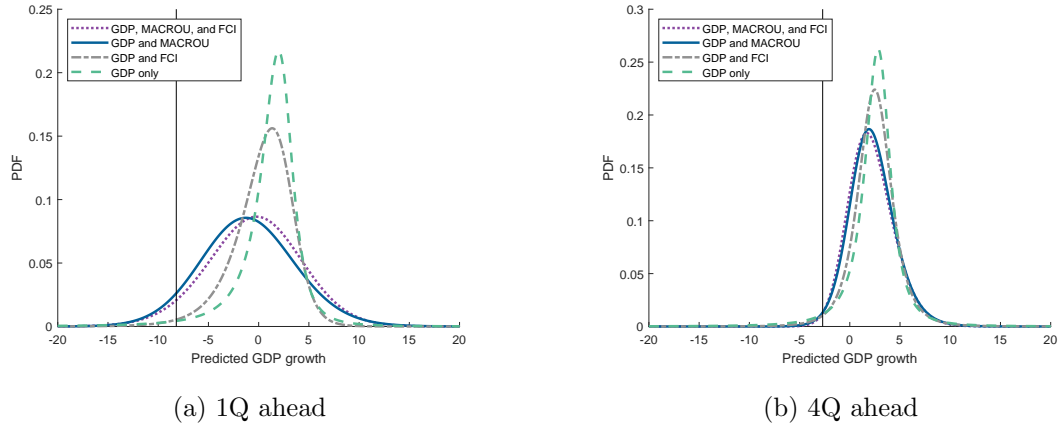 0.25
0.2
0.15
0.1
0.05
0
PDF
GDP, MACROU, and FCI
GDP and MACROU
GDP and FCI
GDP only
-20 -15 -10 -5 0 5 10 15 20
Predicted GDP growth
(a) 1Q ahead
0.3
0.25
0.2
0.15
0.1
0.05
0
PDF
GDP, MACROU, and FCI
GDP and MACROU
GDP and FCI
GDP only
-20 -15 -10 -5 0 5 10 15 20
Predicted GDP growth
(b) 4Q ahead